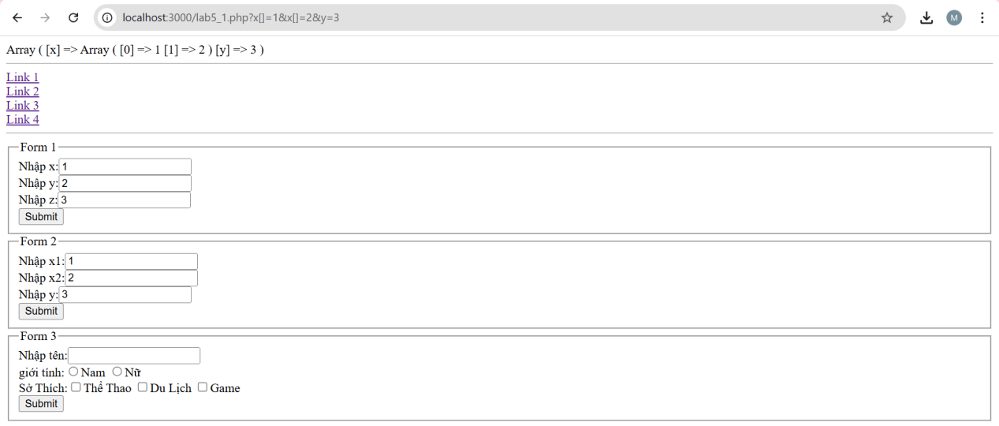 localhost:3000/lab5_1.php?x[]=1&x[]=2&y=3
M
Array ( [x] => Array ( [0] => 1 [1] => 2 ) [y] => 3 )
Link 1
Link 2
Link 3
Link 4
Form 1
Nhập x: 1
Nhập y: 2
Nhập z: 3
Submit
Form 2
Nhập x1: 1
Nhập x2: 2
Nhập y: 3
Submit
Form 3
Nhập tên:
giới tính: Nam Nữ
Sở Thích: Thể Thao Du Lịch Game
Submit